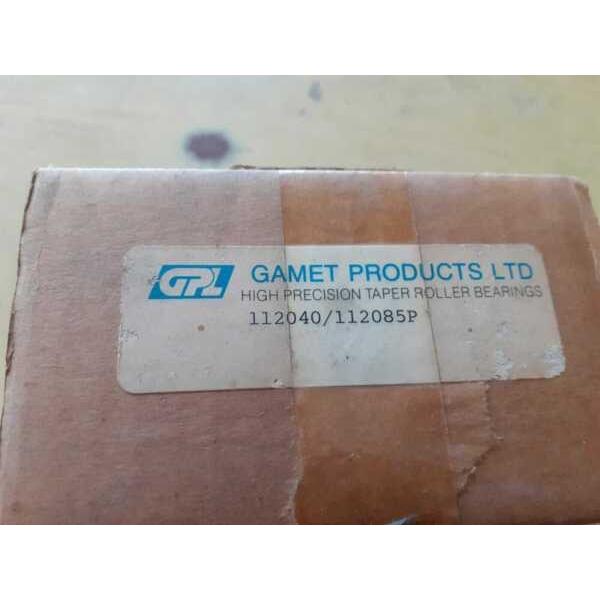 GPL GAMET PRODUCTS LTD
HIGH PRECISION TAPER ROLLER BEARINGS
112040/112085P